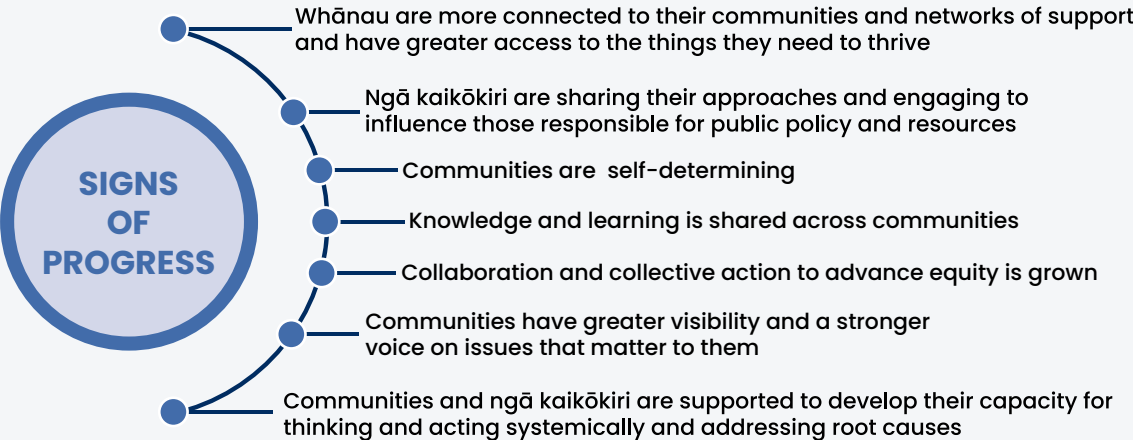 SIGNS
OF
PROGRESS
Whānau are more connected to their communities and networks of support
and have greater access to the things they need to thrive
Ngā kaikōkiri are sharing their approaches and engaging to
influence those responsible for public policy and resources
Communities are self-determining
Knowledge and learning is shared across communities
Collaboration and collective action to advance equity is grown
Communities have greater visibility and a stronger
voice on issues that matter to them
Communities and ngā kaikōkiri are supported to develop their capacity for
thinking and acting systemically and addressing root causes